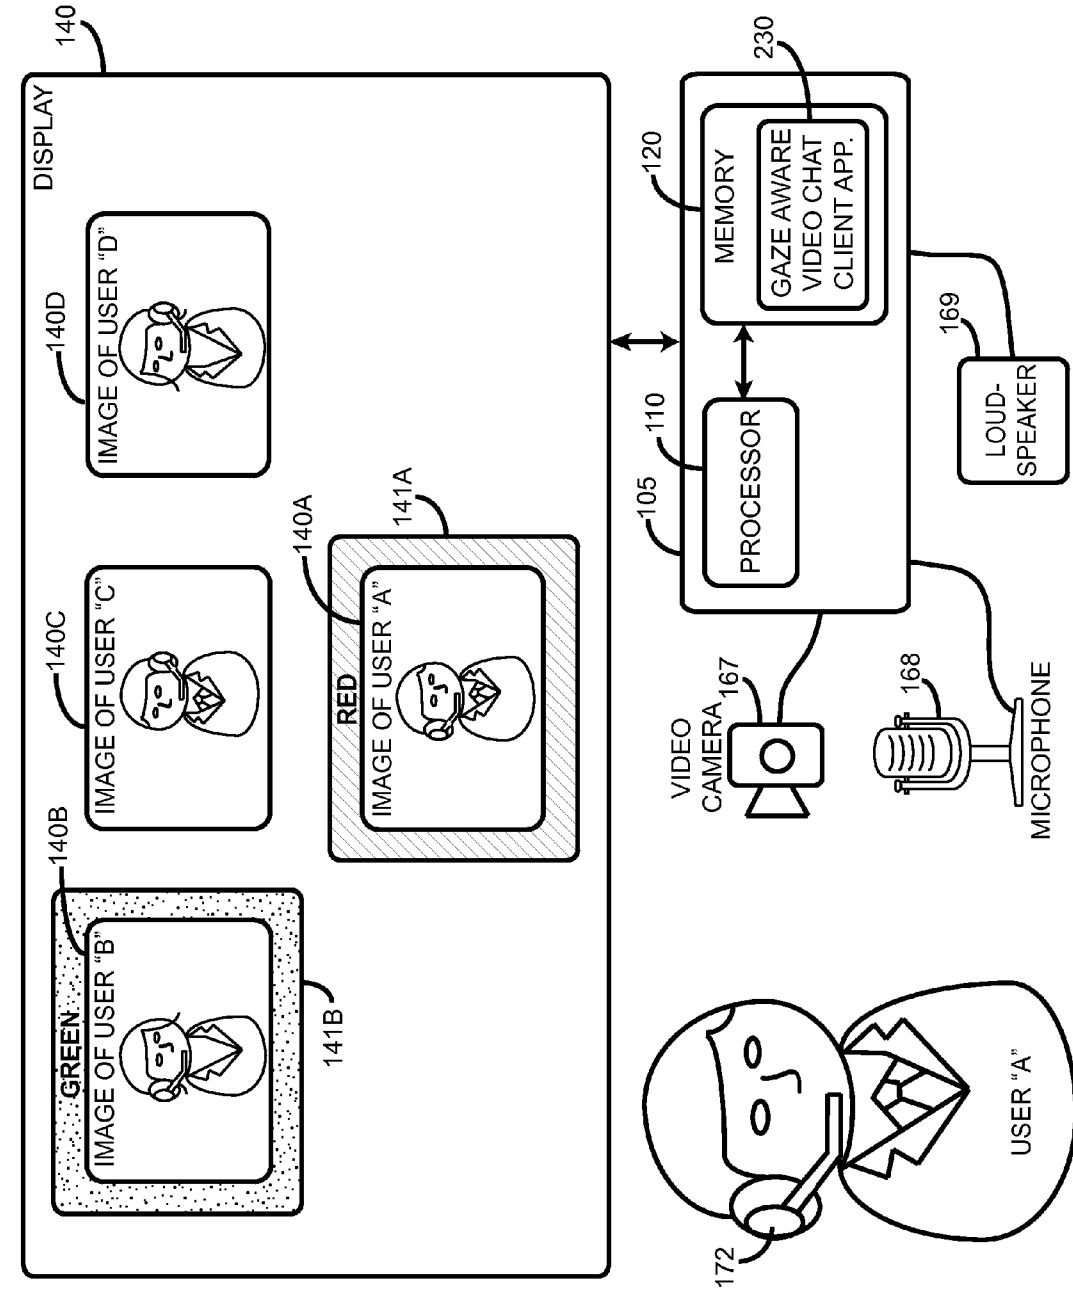 140
DISPLAY
GREEN
140B
IMAGE OF USER "B"
141B
140C
IMAGE OF USER "C"
140D
IMAGE OF USER "D"
RED
140A
IMAGE OF USER "A"
141A
172
USER "A"
VIDEO
CAMERA
167
168
MICROPHONE
105
110
PROCESSOR
120
MEMORY
230
GAZE AWARE
VIDEO CHAT
CLIENT APP.
169
LOUD-
SPEAKER